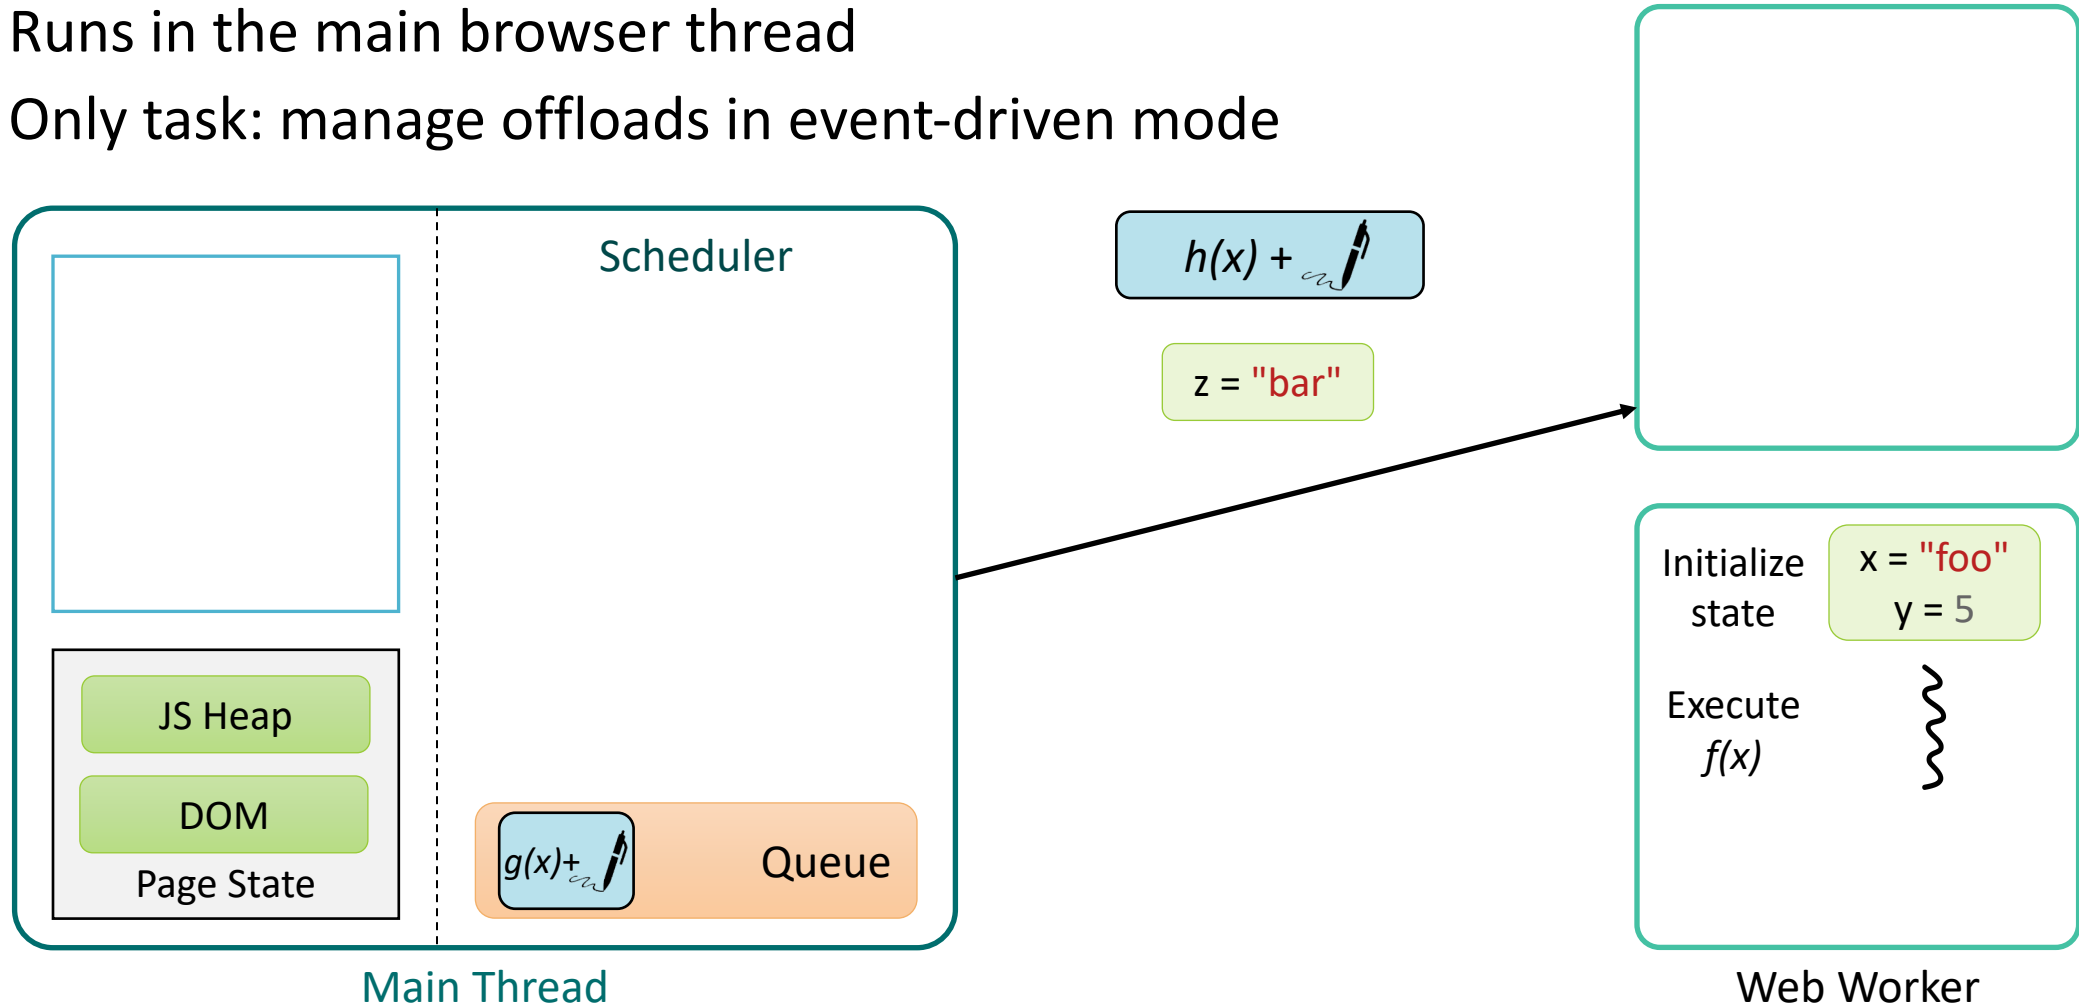 Runs in the main browser thread
Only task: manage offloads in event-driven mode
Scheduler
h(x) +
z = "bar"
JS Heap
DOM
Page State
g(x)+
Queue
Main Thread
Initialize
state
x = "foo"
y = 5
Execute
f(x)
Web Worker